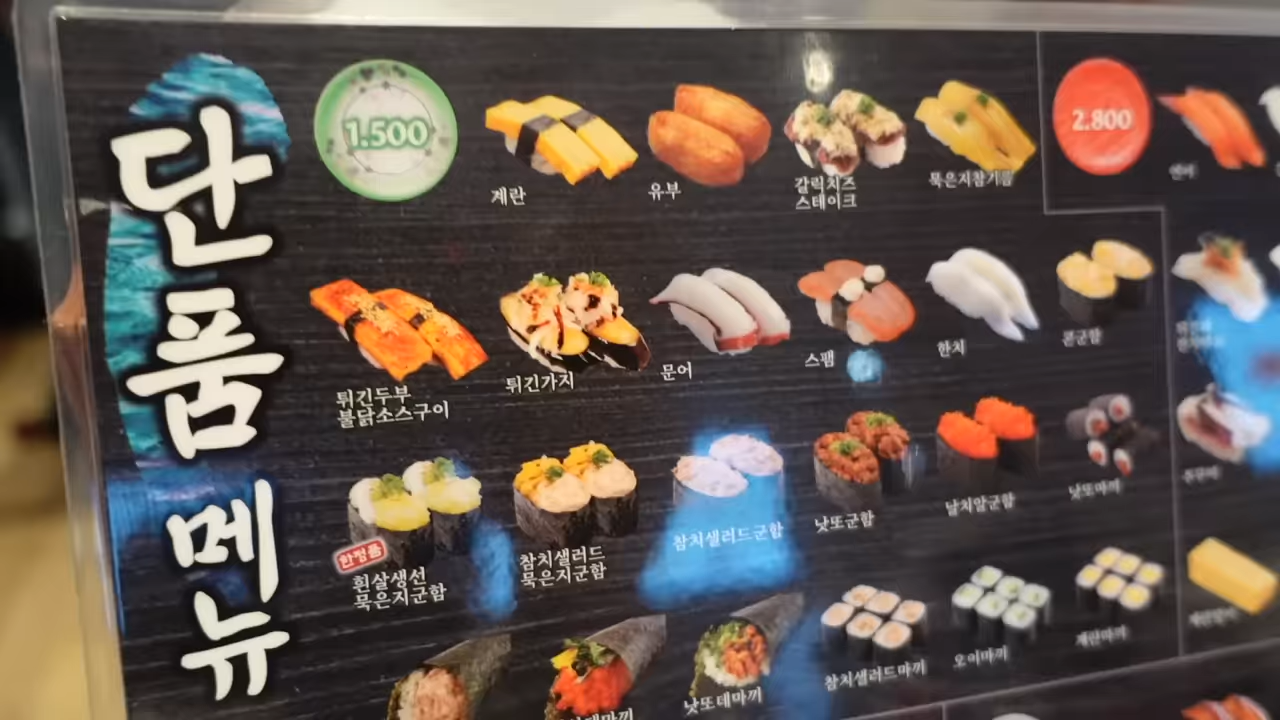 단품 메뉴
1.500
계란
유부
갈릭치즈
스테이크
묵은지참기름
2.800
튀긴두부
불닭소스구이
튀긴가지
문어
스팸
한치
콘군함
한정품
흰살생선
묵은지군함
참치샐러드
묵은지군함
참치샐러드군함
낫또군함
날치알군함
낫또마끼
낫또데마끼
참치샐러드마끼
오이마끼
계란마끼